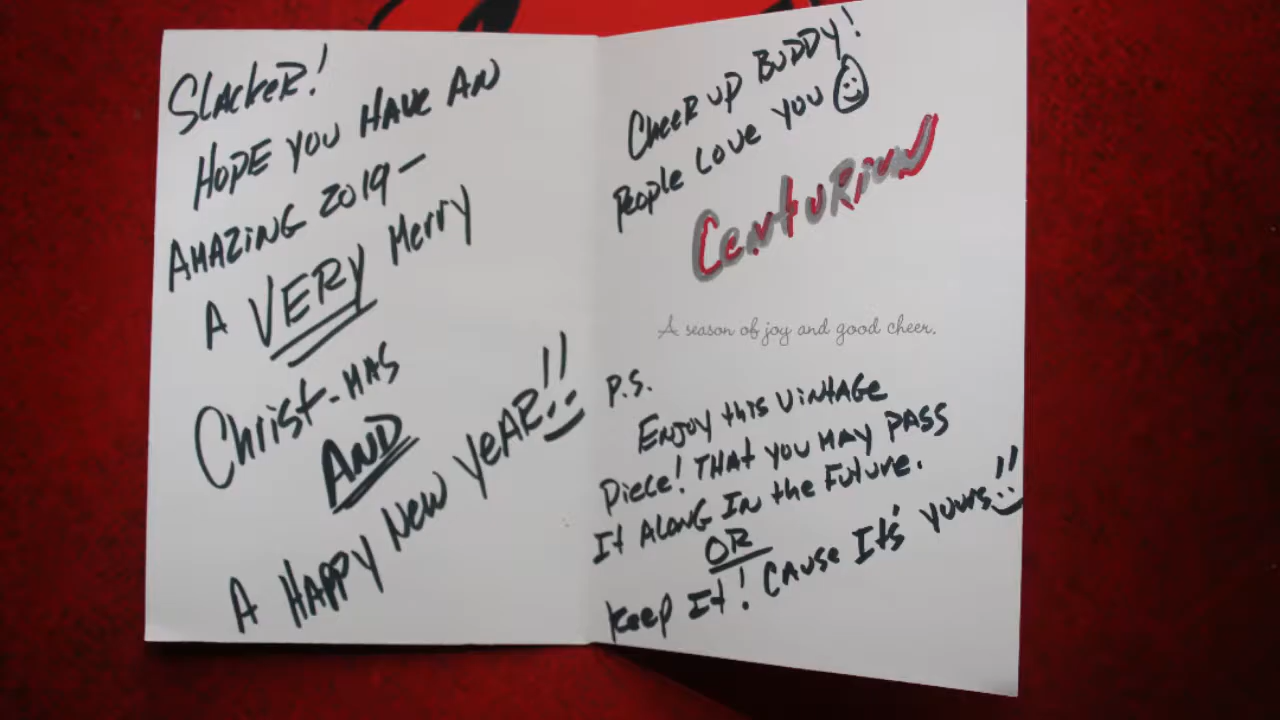 SLACKER!
HOPE YOU HAVE AN
AMAZING 2019-
A VERY Merry
Christ-MAS
AND
A HAPPY New YeAR!!
Cheer up BUDDY!
People Love you
Centurion
A season of joy and good cheer.
P.S.
ENJOY this VINTAGE
Piece! THAT you MAY PASS
It ALONG IN the Future.
OR
Keep It! CAUSE It's yours!!